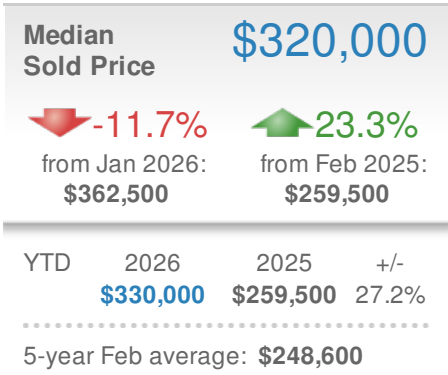 Median $320,000
Sold Price
-11.7% 23.3%
from Jan 2026: from Feb 2025:
$362,500 $259,500
YTD 2026 2025 +/-
$330,000 $259,500 27.2%
5-year Feb average: $248,600